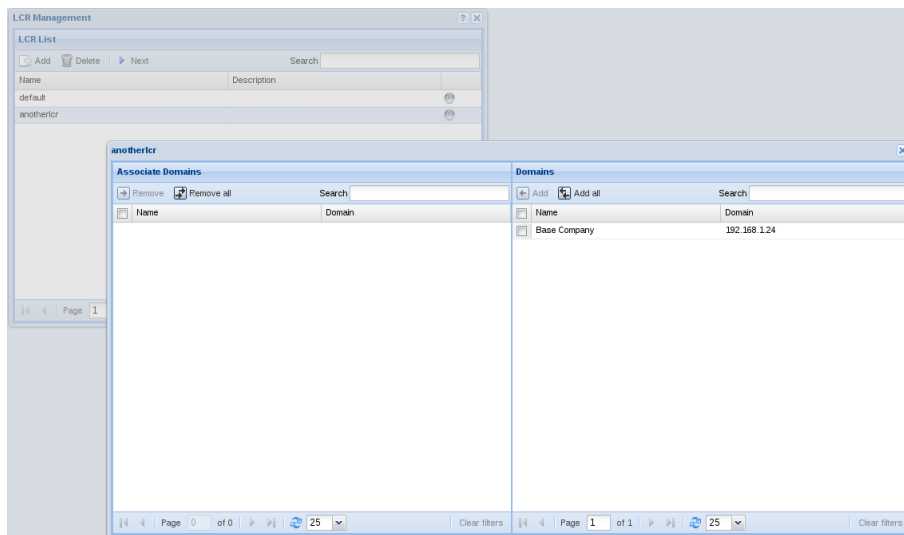 LCR Management
LCR List
Add Delete Next Search
Name Description
default
anotherlcr
Page 1
anotherlcr
Associate Domains
Remove Remove all Search
Name Domain
Page 0 of 0 25 Clear filters
Domains
Add Add all Search
Name Domain
Base Company 192.168.1.24
Page 1 of 1 25 Clear filters